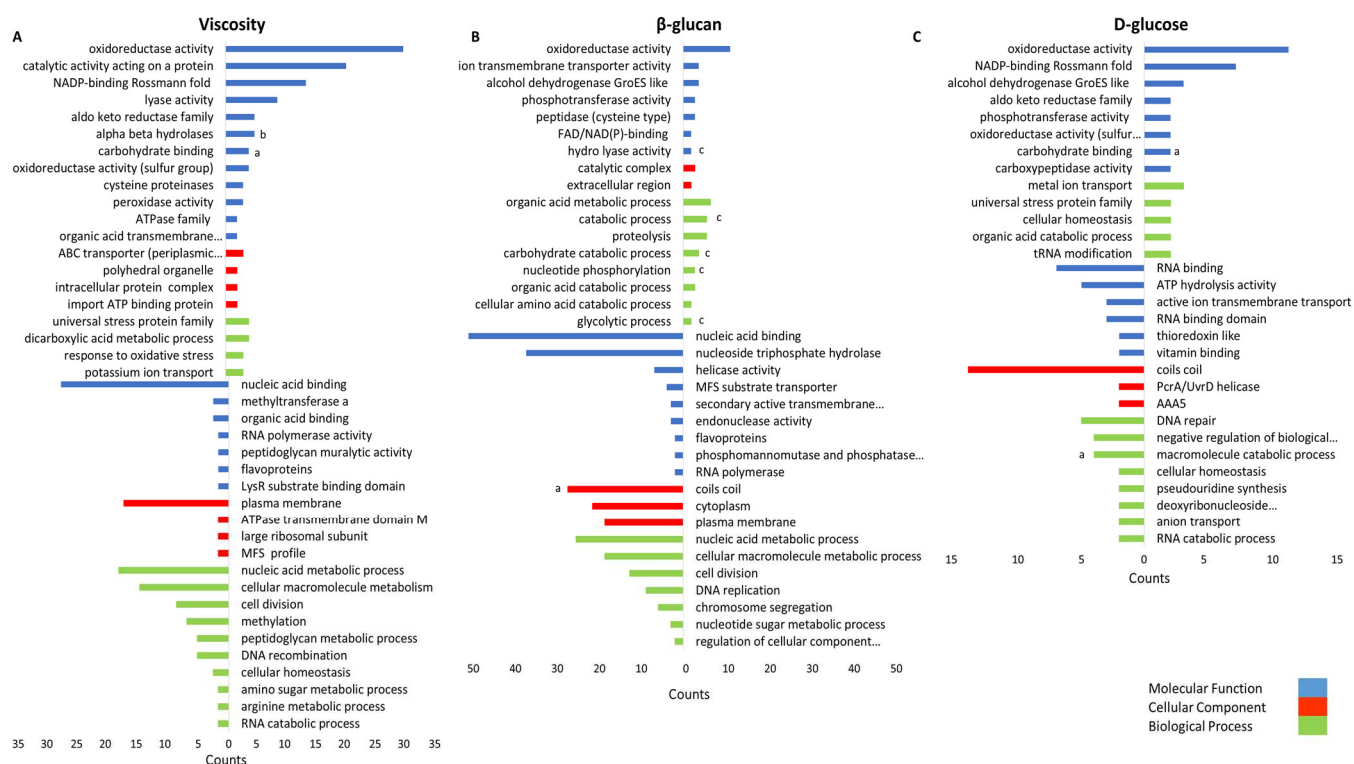 Viscosity
A
oxidoreductase activity
catalytic activity acting on a protein
NADP-binding Rossmann fold
lyase activity
aldo keto reductase family
alpha beta hydrolases b
carbohydrate binding a
oxidoreductase activity (sulfur group)
cysteine proteinases
peroxidase activity
ATPase family
organic acid transmembrane...
ABC transporter (periplasmic...
polyhedral organelle
intracellular protein complex
import ATP binding protein
universal stress protein family
dicarboxylic acid metabolic process
response to oxidative stress
potassium ion transport
nucleic acid binding
methyltransferase a
organic acid binding
RNA polymerase activity
peptidoglycan muralytic activity
flavoproteins
LysR substrate binding domain
plasma membrane
ATPase transmembrane domain M
large ribosomal subunit
MFS profile
nucleic acid metabolic process
cellular macromolecule metabolism
cell division
methylation
peptidoglycan metabolic process
DNA recombination
cellular homeostasis
amino sugar metabolic process
arginine metabolic process
RNA catabolic process
35 30 25 20 15 10 5 0 5 10 15 20 25 30 35
Counts
β-glucan
B
oxidoreductase activity
ion transmembrane transporter activity
alcohol dehydrogenase GroES like
phosphotransferase activity
peptidase (cysteine type)
FAD/NAD(P)-binding
hydro lyase activity c
catalytic complex
extracellular region
organic acid metabolic process
catabolic process c
proteolysis
carbohydrate catabolic process c
nucleotide phosphorylation c
organic acid catabolic process
cellular amino acid catabolic process
glycolytic process c
nucleic acid binding
nucleoside triphosphate hydrolase
helicase activity
MFS substrate transporter
secondary active transmembrane...
endonuclease activity
flavoproteins
phosphomannomutase and phosphatase...
RNA polymerase
a coils coil
cytoplasm
plasma membrane
nucleic acid metabolic process
cellular macromolecule metabolic process
cell division
DNA replication
chromosome segregation
nucleotide sugar metabolic process
regulation of cellular component...
50 40 30 20 10 0 10 20 30 40 50
Counts
D-glucose
C
oxidoreductase activity
NADP-binding Rossmann fold
alcohol dehydrogenase GroES like
aldo keto reductase family
phosphotransferase activity
oxidoreductase activity (sulfur...
carbohydrate binding a
carboxypeptidase activity
metal ion transport
universal stress protein family
cellular homeostasis
organic acid catabolic process
tRNA modification
RNA binding
ATP hydrolysis activity
active ion transmembrane transport
RNA binding domain
thioredoxin like
vitamin binding
coils coil
PcrA/UvrD helicase
AAA5
DNA repair
negative regulation of biological...
a macromolecule catabolic process
cellular homeostasis
pseudouridine synthesis
deoxyribonucleoside...
anion transport
RNA catabolic process
15 10 5 0 5 10 15
Counts
Molecular Function
Cellular Component
Biological Process